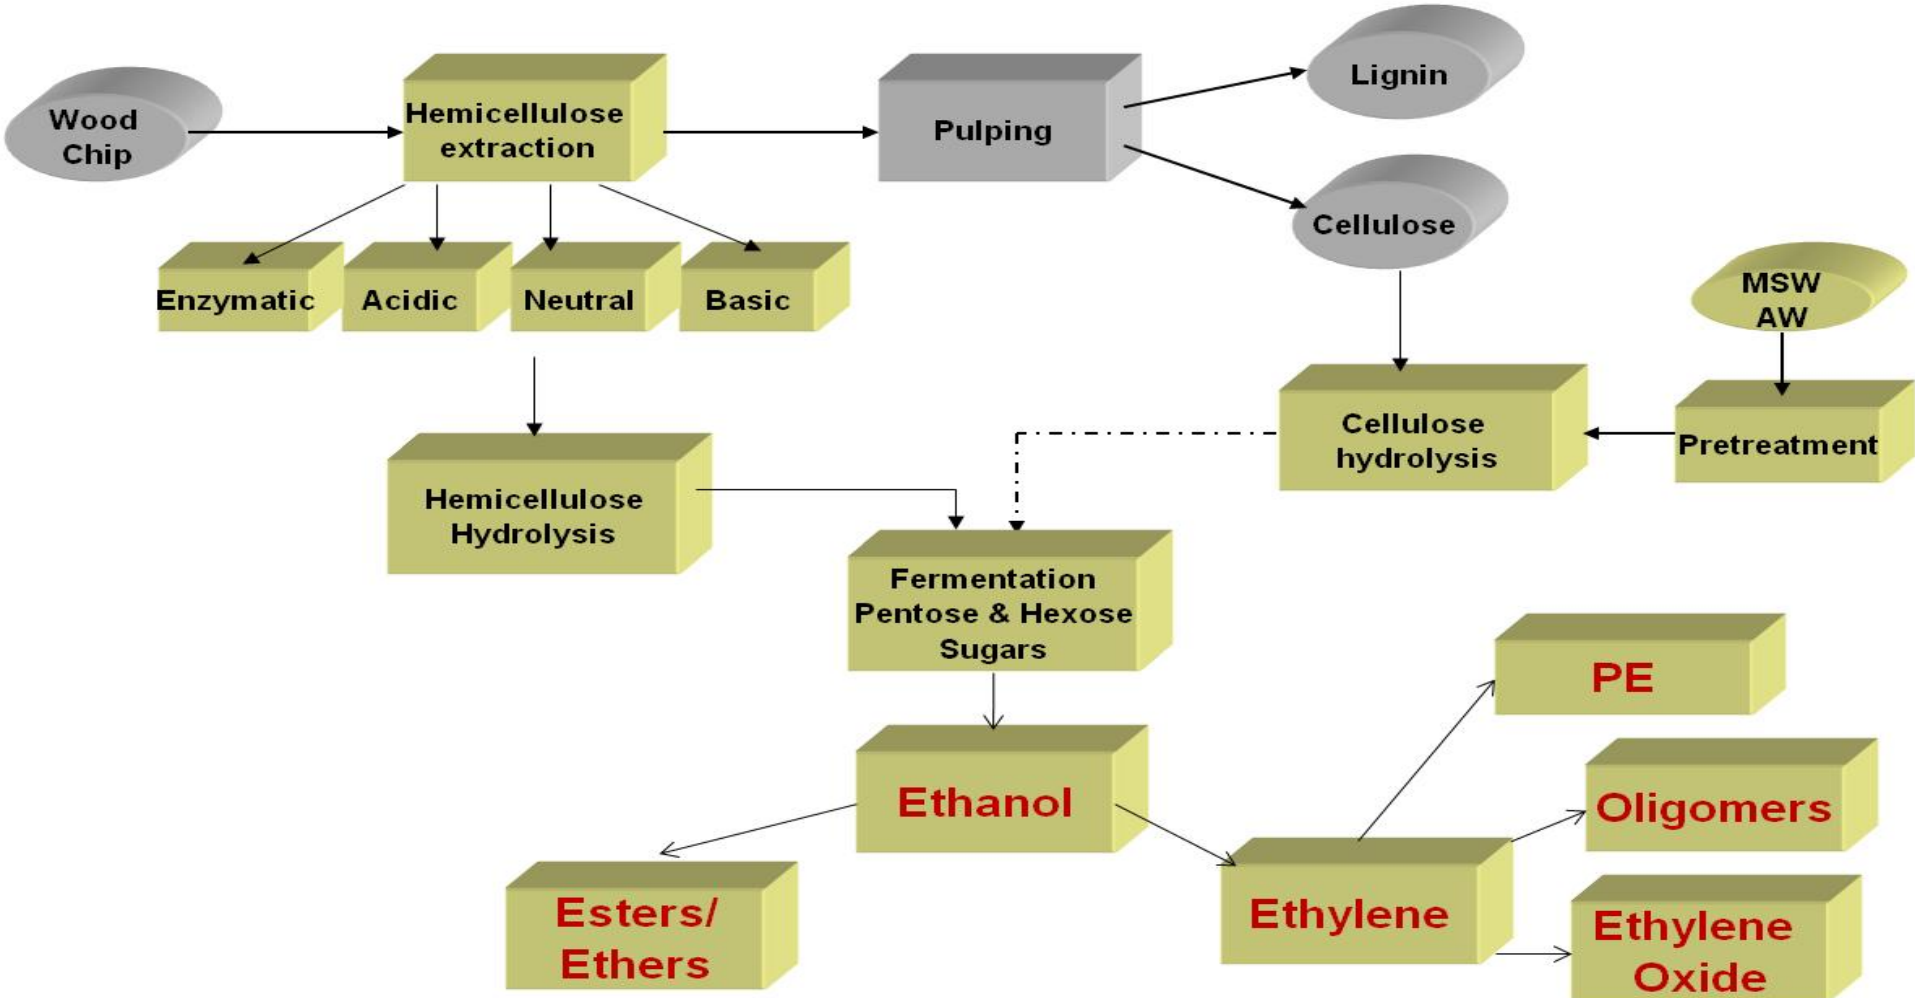 Wood
Chip
Hemicellulose
extraction
Pulping
Lignin
Cellulose
Enzymatic
Acidic
Neutral
Basic
MSW
AW
Cellulose
hydrolysis
Pretreatment
Hemicellulose
Hydrolysis
Fermentation
Pentose & Hexose
Sugars
PE
Ethanol
Oligomers
Esters/
Ethers
Ethylene
Ethylene
Oxide